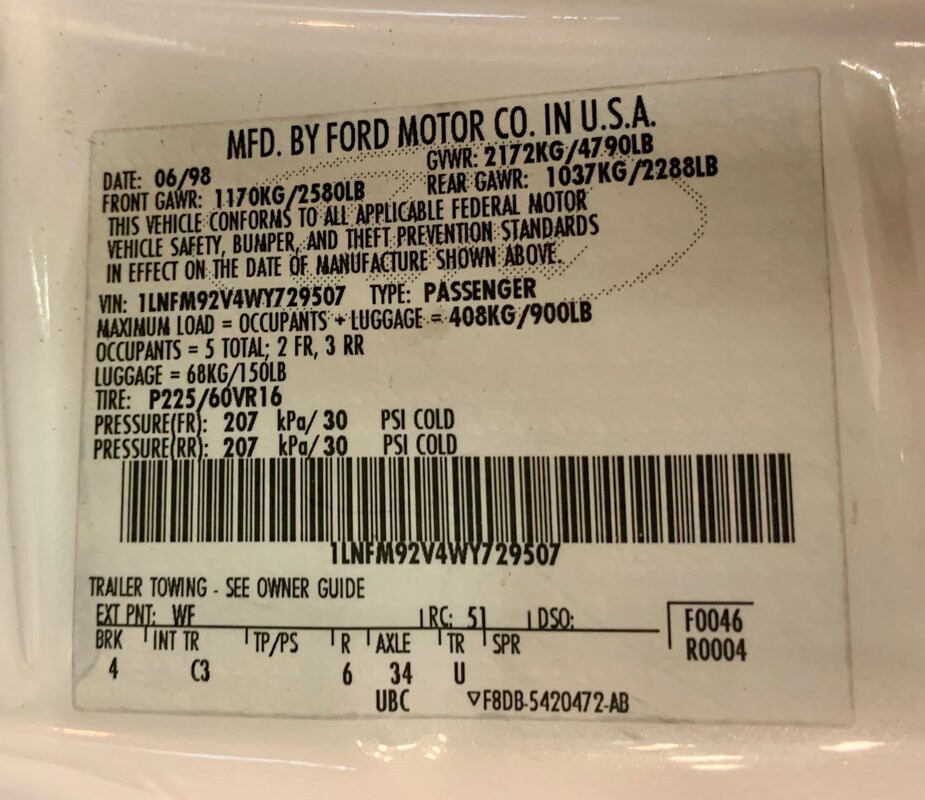 MFD. BY FORD MOTOR CO. IN U.S.A.
DATE: 06/98 GVWR: 2172KG/4790LB
FRONT GAWR: 1170KG/2580LB REAR GAWR: 1037KG/2288LB
THIS VEHICLE CONFORMS TO ALL APPLICABLE FEDERAL MOTOR
VEHICLE SAFETY, BUMPER, AND THEFT PREVENTION STANDARDS
IN EFFECT ON THE DATE OF MANUFACTURE SHOWN ABOVE.
VIN: 1LNFM92V4WY729507 TYPE: PASSENGER
MAXIMUM LOAD = OCCUPANTS + LUGGAGE = 408KG/900LB
OCCUPANTS = 5 TOTAL; 2 FR, 3 RR
LUGGAGE = 68KG/150LB
TIRE: P225/60VR16
PRESSURE(FR): 207 kPa/ 30 PSI COLD
PRESSURE(RR): 207 kPa/ 30 PSI COLD
1LNFM92V4WY729507
TRAILER TOWING - SEE OWNER GUIDE
EXT PNT: WF RC: 51 DSO: F0046
BRK INT TR TP/PS R AXLE TR SPR R0004
4 C3 6 34 U
UBC ▽F8DB-5420472-AB